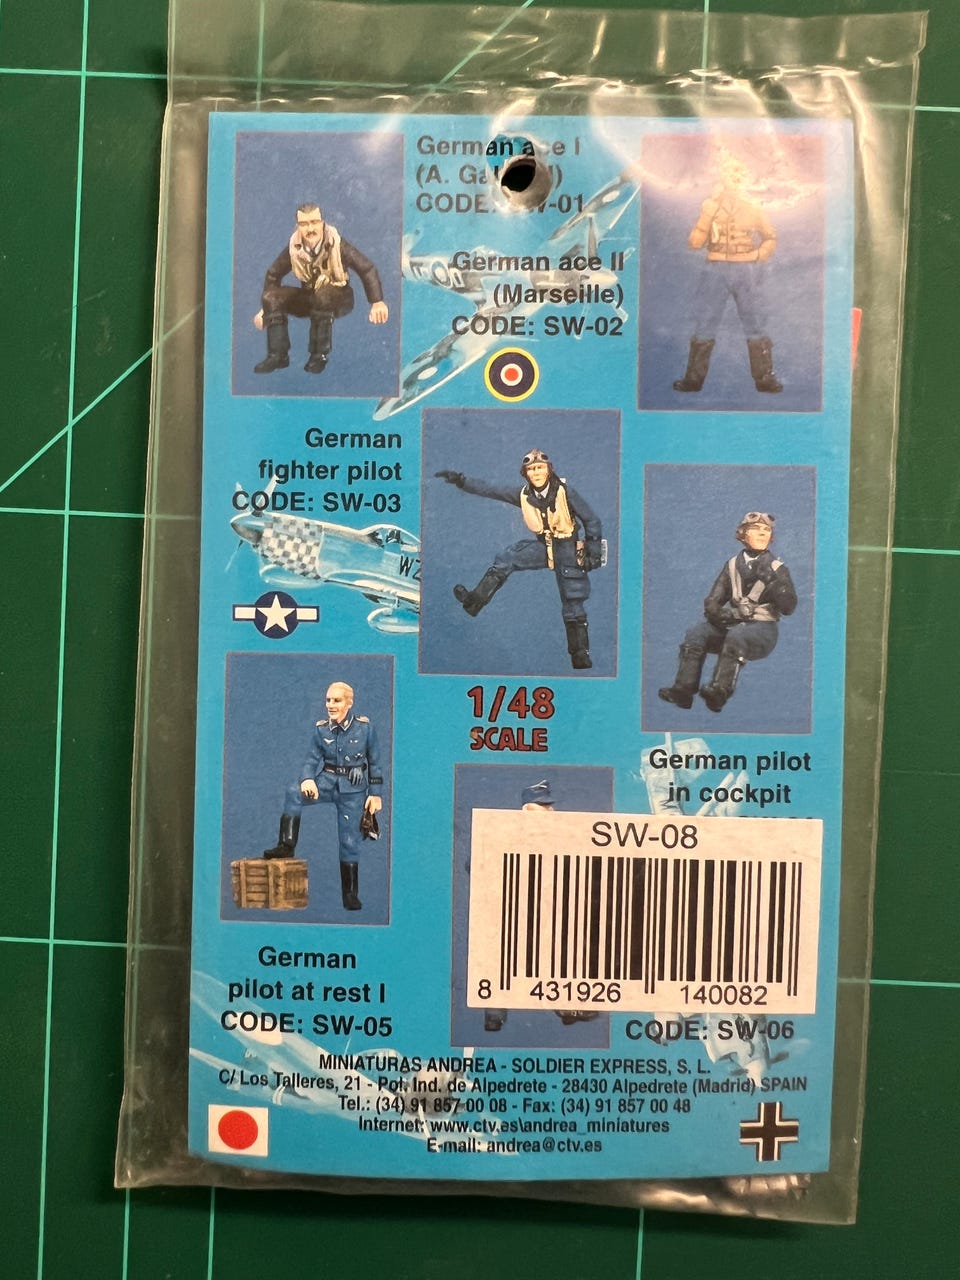 German ace I
(A.
CODE:
German ace II
(Marseille)
CODE: SW-02
German
fighter pilot
CODE: SW-03
WZ
1/48
SCALE
German pilot
in cockpit
SW-08
8 431926 140082
German
pilot at rest I
CODE: SW-05
CODE: SW-06
MINIATURAS ANDREA - SOLDIER EXPRESS, S. L.
C/ Los Talleres, 21 - Pol. Ind. de Alpedrete - 28430 Alpedrete (Madrid) SPAIN
Tel.: (34) 91 857 00 08 - Fax: (34) 91 857 00 48
Internet: www.ctv.es\andrea_miniatures
E-mail: andrea@ctv.es